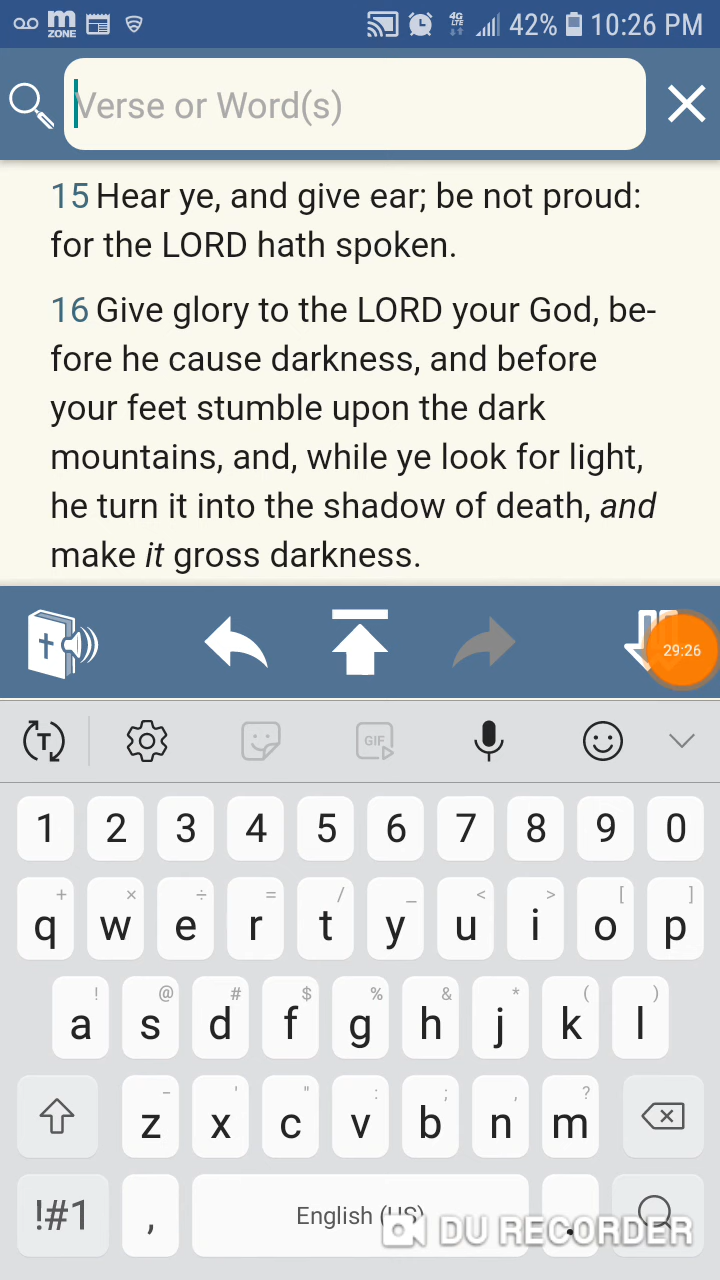 m ZONE 4G LTE 42% 10:26 PM
Verse or Word(s)
15 Hear ye, and give ear; be not proud:
for the LORD hath spoken.
16 Give glory to the LORD your God, be-
fore he cause darkness, and before
your feet stumble upon the dark
mountains, and, while ye look for light,
he turn it into the shadow of death, and
make it gross darkness.
29:26
T GIF
1 2 3 4 5 6 7 8 9 0
+ × ÷ = / _ < > [ ]
q w e r t y u i o p
! @ # $ % & * ( )
a s d f g h j k l
- ' " : ; , ?
z x c v b n m
!#1 , English (US) .
DU RECORDER